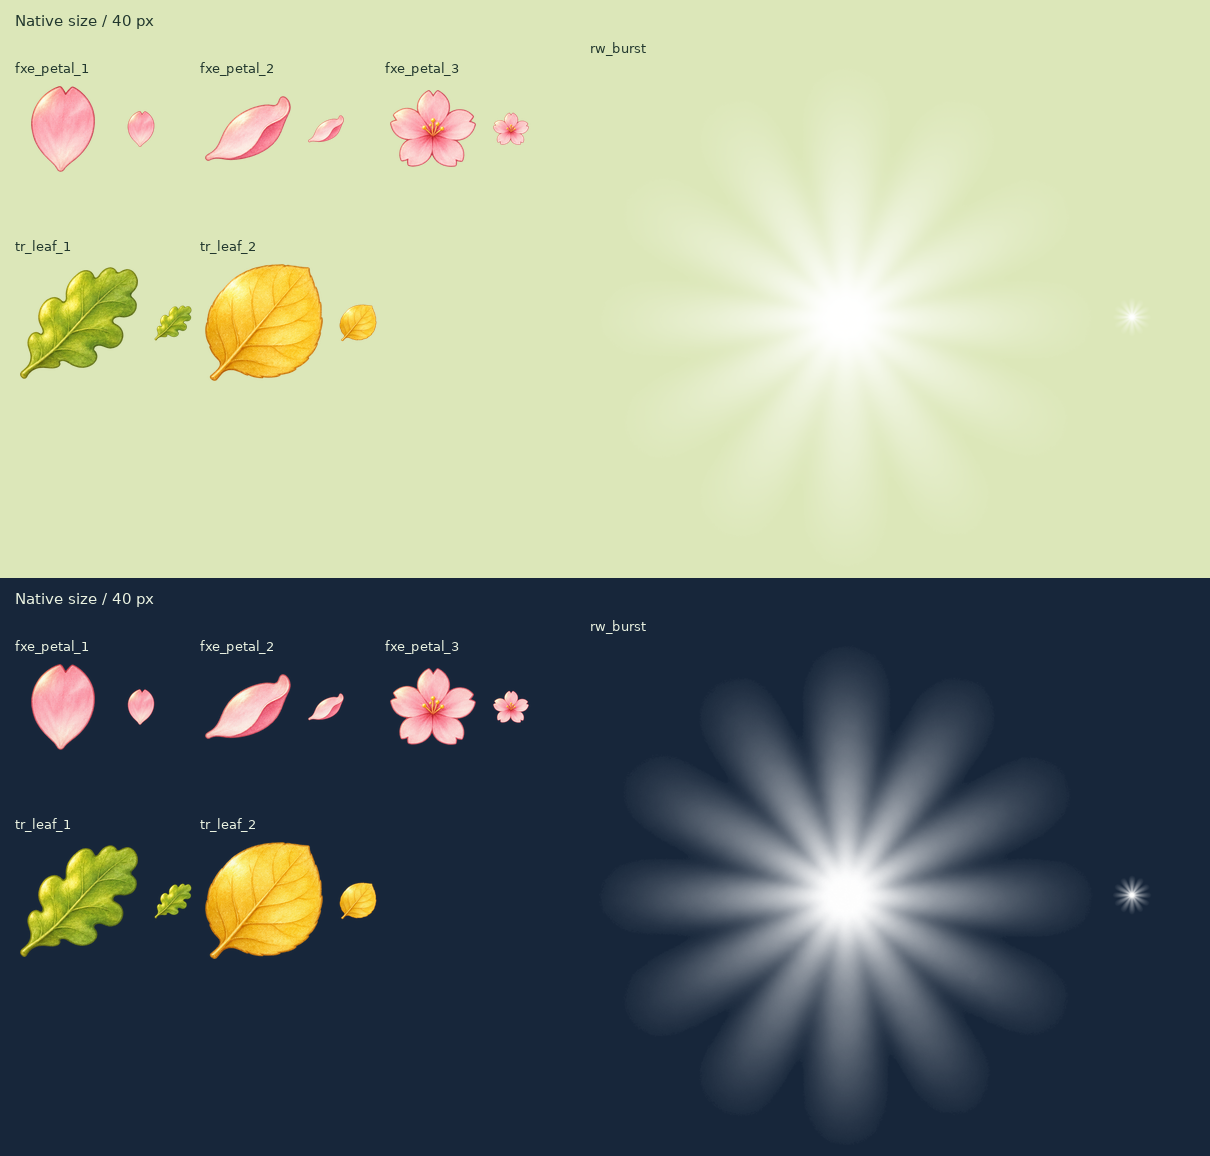 Native size / 40 px
rw_burst
fxe_petal_1
fxe_petal_2
fxe_petal_3
tr_leaf_1
tr_leaf_2
Native size / 40 px
rw_burst
fxe_petal_1
fxe_petal_2
fxe_petal_3
tr_leaf_1
tr_leaf_2